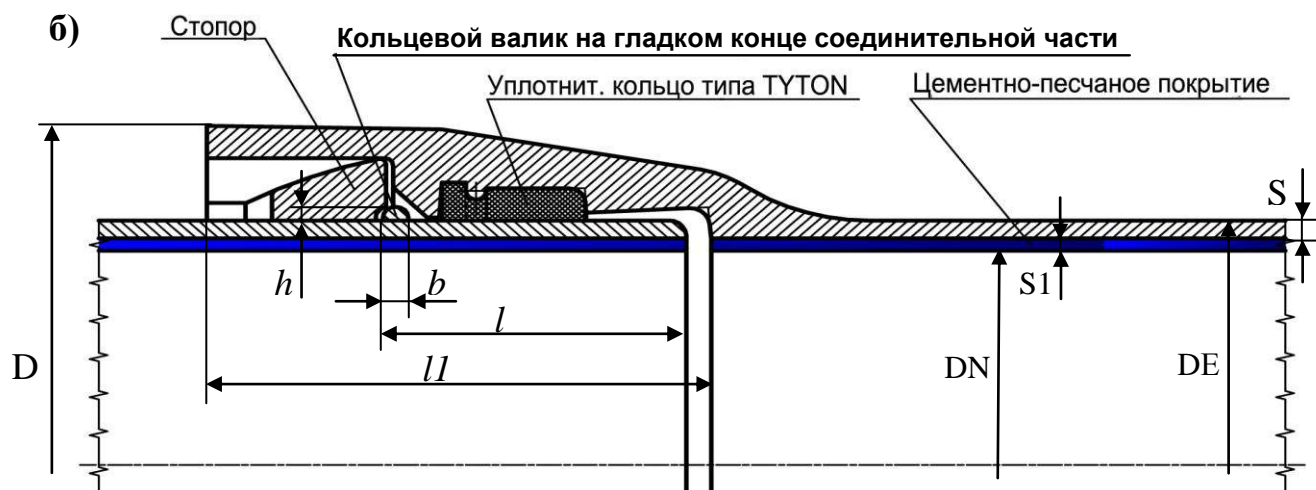 б)
Стопор
Кольцевой валик на гладком конце соединительной части
Уплотнит. кольцо типа TYTON
Цементно-песчаное покрытие
S
h
b
S1
l
D
l1
DN
DE